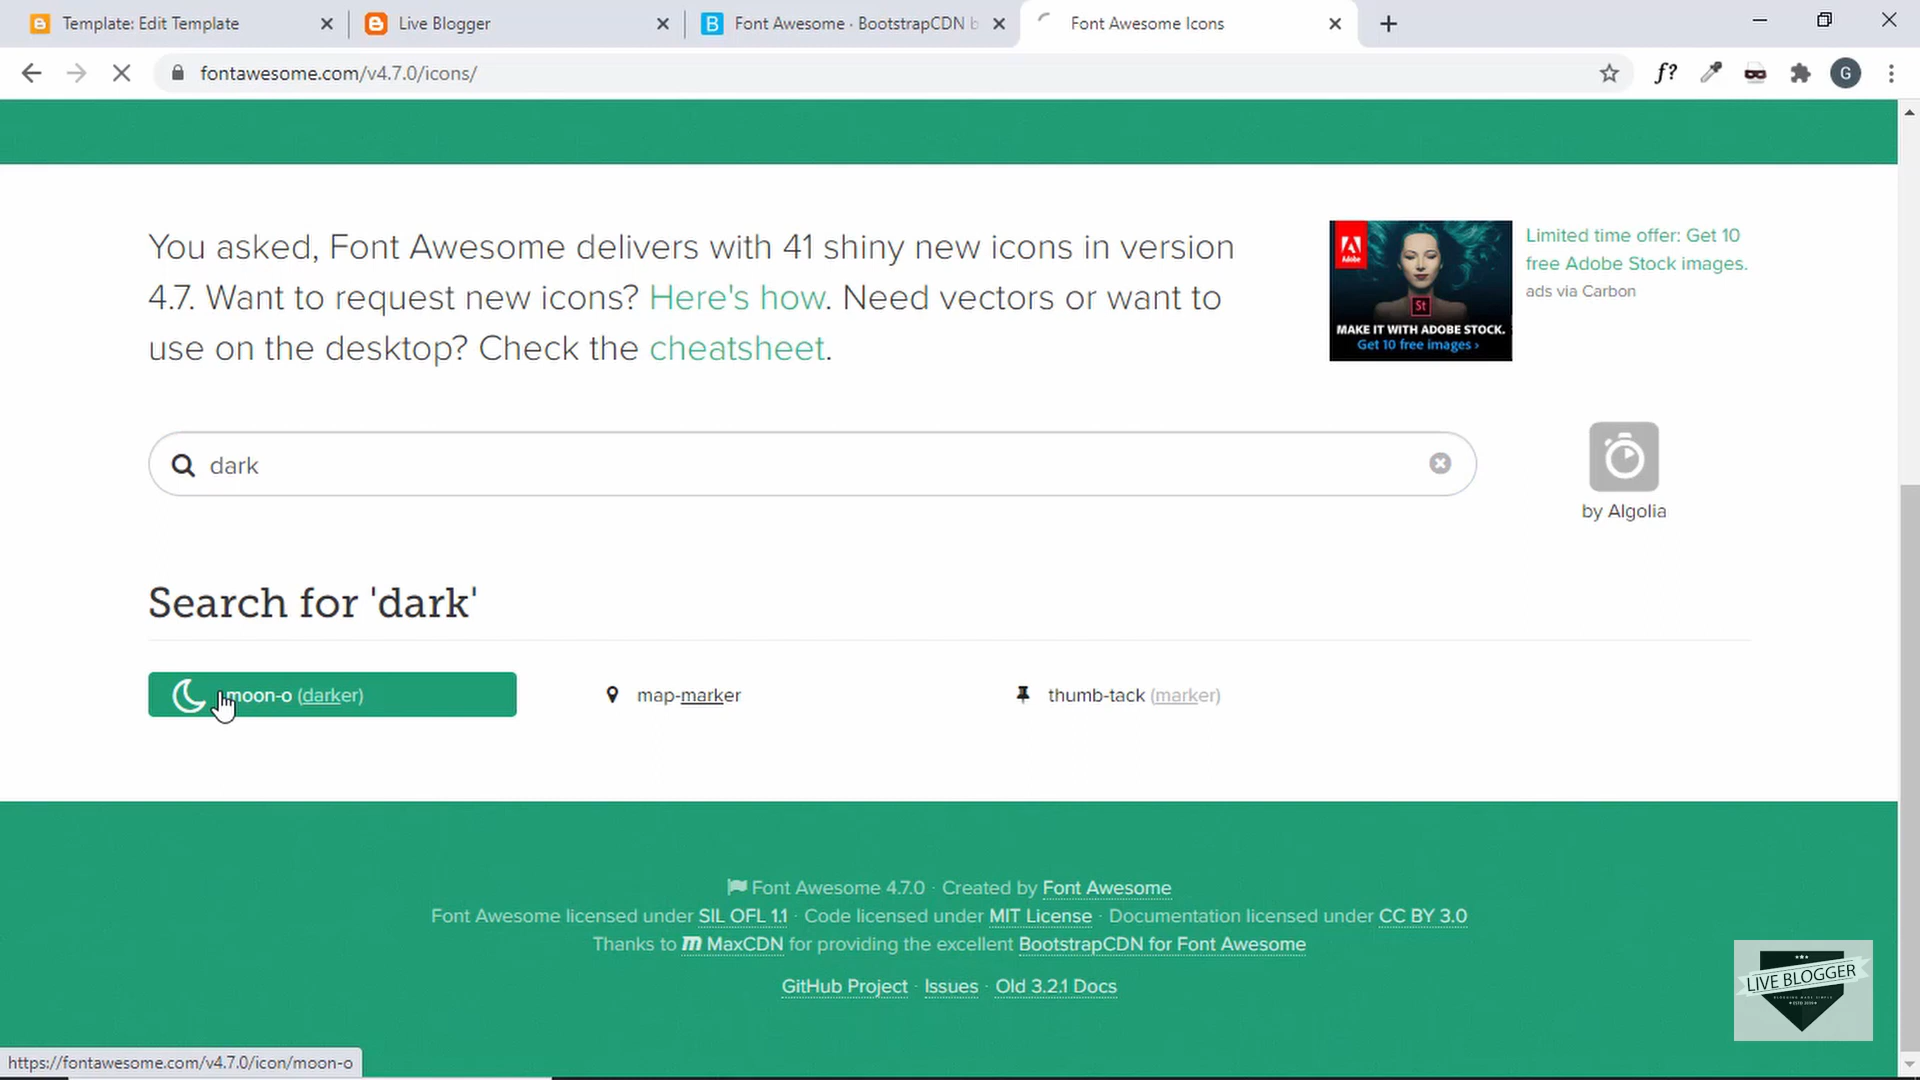 Template: Edit Template
Live Blogger
Font Awesome · BootstrapCDN b
Font Awesome Icons
fontawesome.com/v4.7.0/icons/
f?
G
You asked, Font Awesome delivers with 41 shiny new icons in version
4.7. Want to request new icons? Here's how. Need vectors or want to
use on the desktop? Check the cheatsheet.
Adobe
St
MAKE IT WITH ADOBE STOCK.
Get 10 free images ›
Limited time offer: Get 10
free Adobe Stock images.
ads via Carbon
dark
by Algolia
Search for 'dark'
moon-o (darker)
map-marker
thumb-tack (marker)
Font Awesome 4.7.0 · Created by Font Awesome
Font Awesome licensed under SIL OFL 1.1 · Code licensed under MIT License · Documentation licensed under CC BY 3.0
Thanks to MaxCDN for providing the excellent BootstrapCDN for Font Awesome
GitHub Project · Issues · Old 3.2.1 Docs
LIVE BLOGGER
https://fontawesome.com/v4.7.0/icon/moon-o